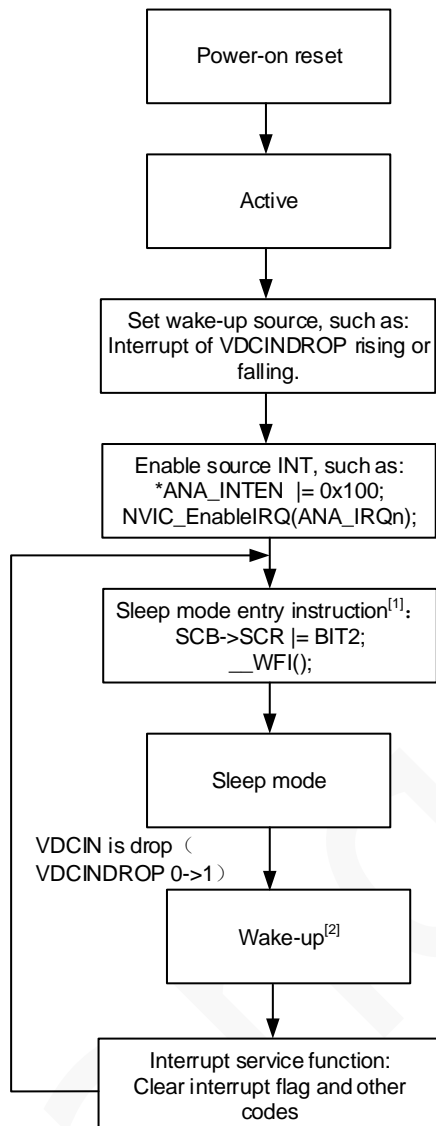 Power-on reset
Active
Set wake-up source, such as:
Interrupt of VDCINDROP rising or
falling.
Enable source INT, such as:
*ANA_INTEN |= 0x100;
NVIC_EnableIRQ(ANA_IRQn);
Sleep mode entry instruction[1]：
SCB->SCR |= BIT2;
__WFI();
Sleep mode
VDCIN is drop（
VDCINDROP 0->1）
Wake-up[2]
Interrupt service function:
Clear interrupt flag and other
codes